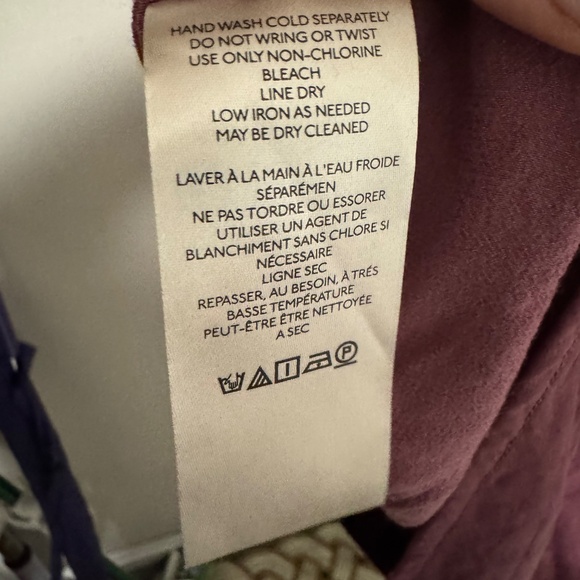 HAND WASH COLD SEPARATELY
DO NOT WRING OR TWIST
USE ONLY NON-CHLORINE
BLEACH
LINE DRY
LOW IRON AS NEEDED
MAY BE DRY CLEANED
LAVER À LA MAIN À L'EAU FROIDE
SÉPARÉMEN
NE PAS TORDRE OU ESSORER
UTILISER UN AGENT DE
BLANCHIMENT SANS CHLORE SI
NÉCESSAIRE
LIGNE SEC
REPASSER, AU BESOIN, À TRÉS
BASSE TEMPÉRATURE
PEUT-ÊTRE ÊTRE NETTOYÉE
A SEC
P